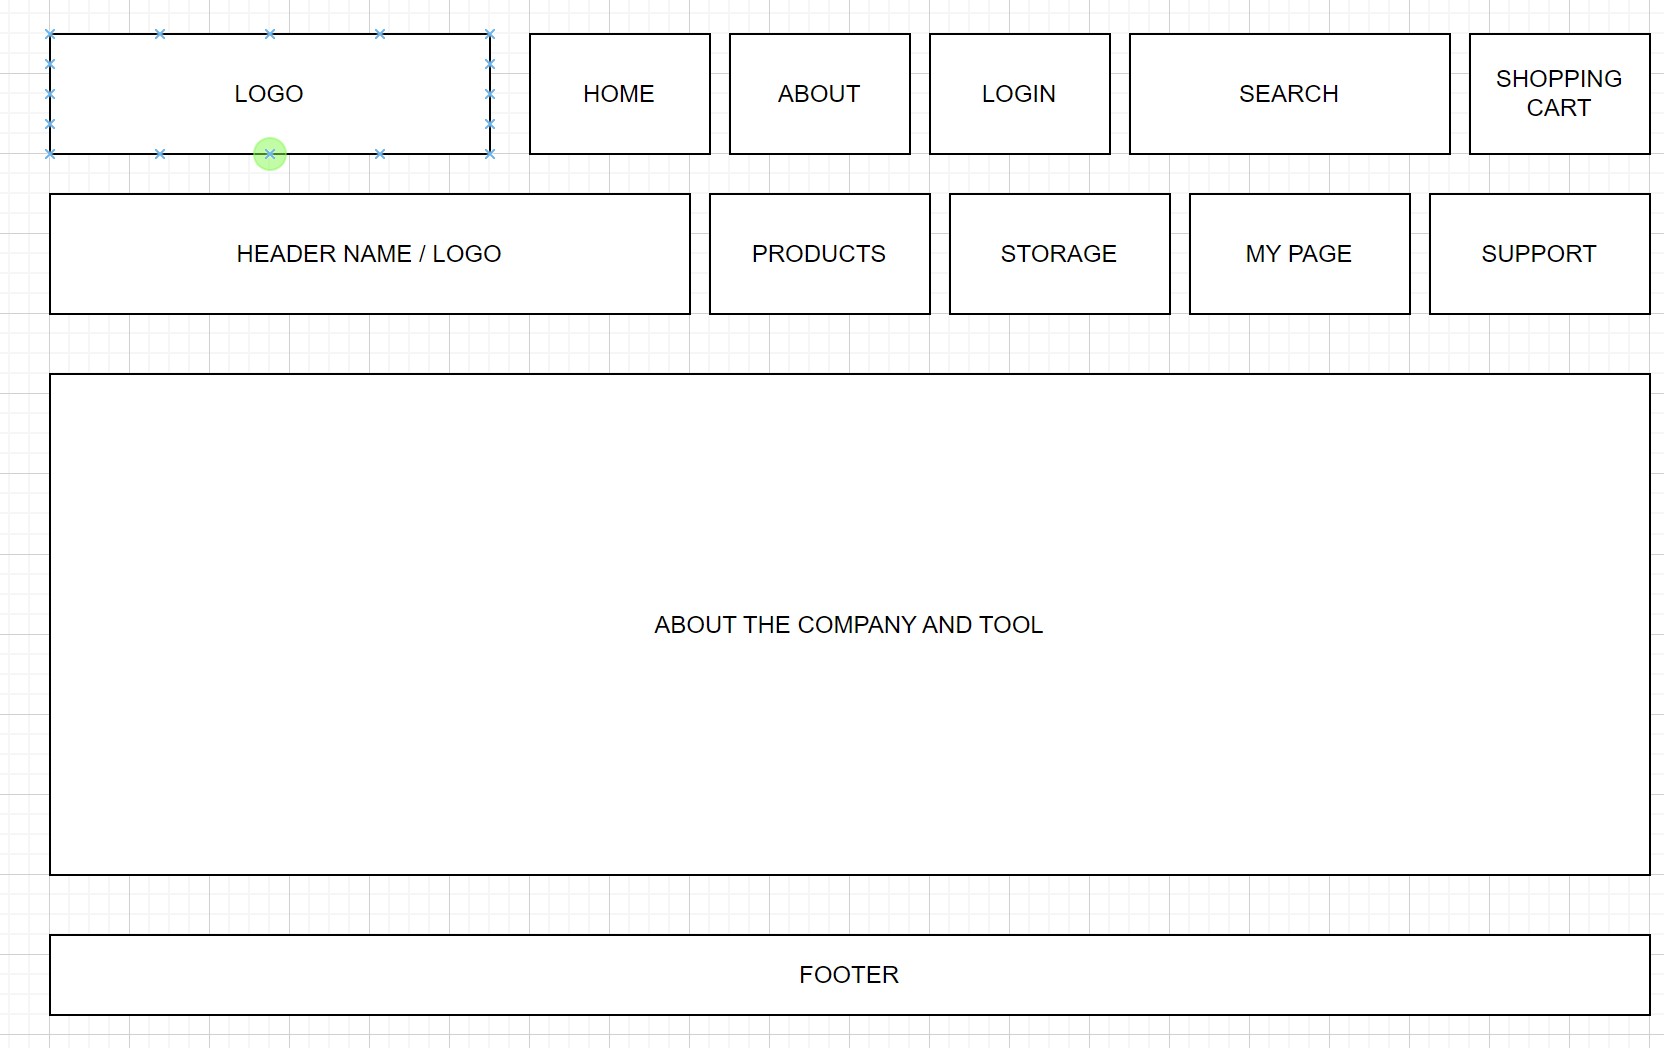 LOGO
HOME
ABOUT
LOGIN
SEARCH
SHOPPING
CART
HEADER NAME / LOGO
PRODUCTS
STORAGE
MY PAGE
SUPPORT
ABOUT THE COMPANY AND TOOL
FOOTER